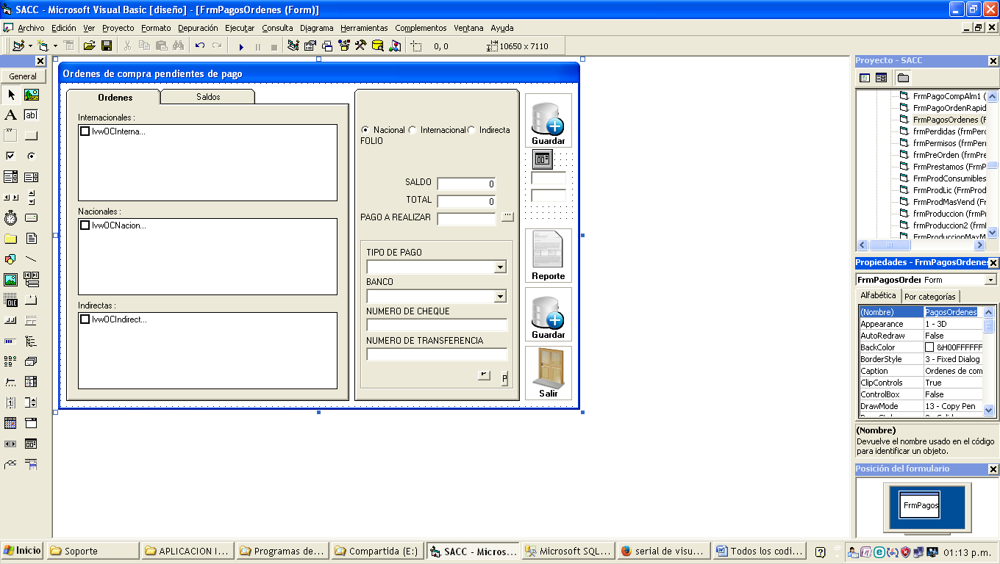 SACC - Microsoft Visual Basic [diseño] - [FrmPagosOrdenes (Form)]
Archivo Edición Ver Proyecto Formato Depuración Ejecutar Consulta Diagrama Herramientas Complementos Ventana Ayuda
0, 0 10650 x 7110
General
Ordenes de compra pendientes de pago
Ordenes Saldos
Internacionales :
lvwOCInterna...
Nacionales :
lvwOCNacion...
Indirectas :
lvwOCIndirect...
Nacional Internacional Indirecta
FOLIO
SALDO 0
TOTAL 0
PAGO A REALIZAR ...
TIPO DE PAGO
BANCO
NUMERO DE CHEQUE
NUMERO DE TRANSFERENCIA
Guardar
Reporte
Guardar
Salir
Proyecto - SACC
FrmPagoCompAlm1 (
FrmPagoOrdenRapid
FrmPagosOrdenes (F
frmPerdidas (frmPerd
frmPermisos (frmPer
frmPreOrden (frmPre
FrmPrestamos (FrmP
FrmProdConsumibles
FrmProdLic (FrmProd
FrmProdMasVend (Fr
FrmProduccion (frmP
frmProduccion2 (frmP
FrmProduccionMaxM
Propiedades - FrmPagosOrdenes
FrmPagosOrder Form
Alfabética Por categorías
(Nombre) PagosOrdenes
Appearance 1 - 3D
AutoRedraw False
BackColor &H00FFFFFF
BorderStyle 3 - Fixed Dialog
Caption Ordenes de com
ClipControls True
ControlBox False
DrawMode 13 - Copy Pen
(Nombre)
Devuelve el nombre usado en el código
para identificar un objeto.
Posición del formulario
FrmPagos
Inicio Soporte APLICACION I... Programas de... Compartida (E:) SACC - Micros... Microsoft SQL... serial de visu... Todos los codi... 01:13 p.m.